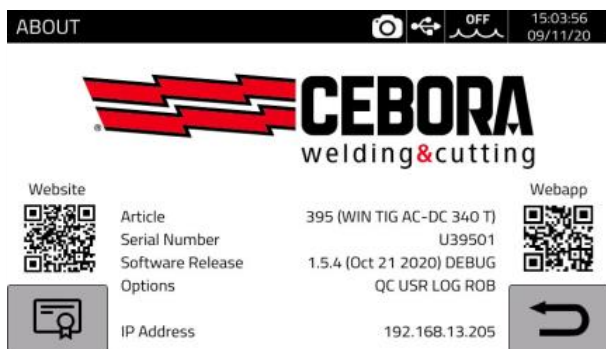 ABOUT OFF 15:03:56
09/11/20
CEBORA
welding&cutting
®
Website
Webapp
Article 395 (WIN TIG AC-DC 340 T)
Serial Number U39501
Software Release 1.5.4 (Oct 21 2020) DEBUG
Options QC USR LOG ROB
IP Address 192.168.13.205